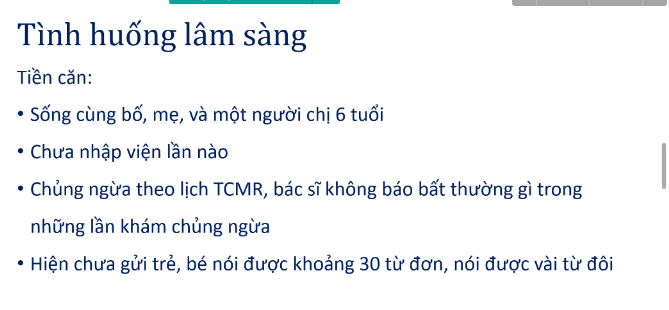 Tình huống lâm sàng
Tiền căn:
• Sống cùng bố, mẹ, và một người chị 6 tuổi
• Chưa nhập viện lần nào
• Chủng ngừa theo lịch TCMR, bác sĩ không báo bất thường gì trong
những lần khám chủng ngừa
• Hiện chưa gửi trẻ, bé nói được khoảng 30 từ đơn, nói được vài từ đôi